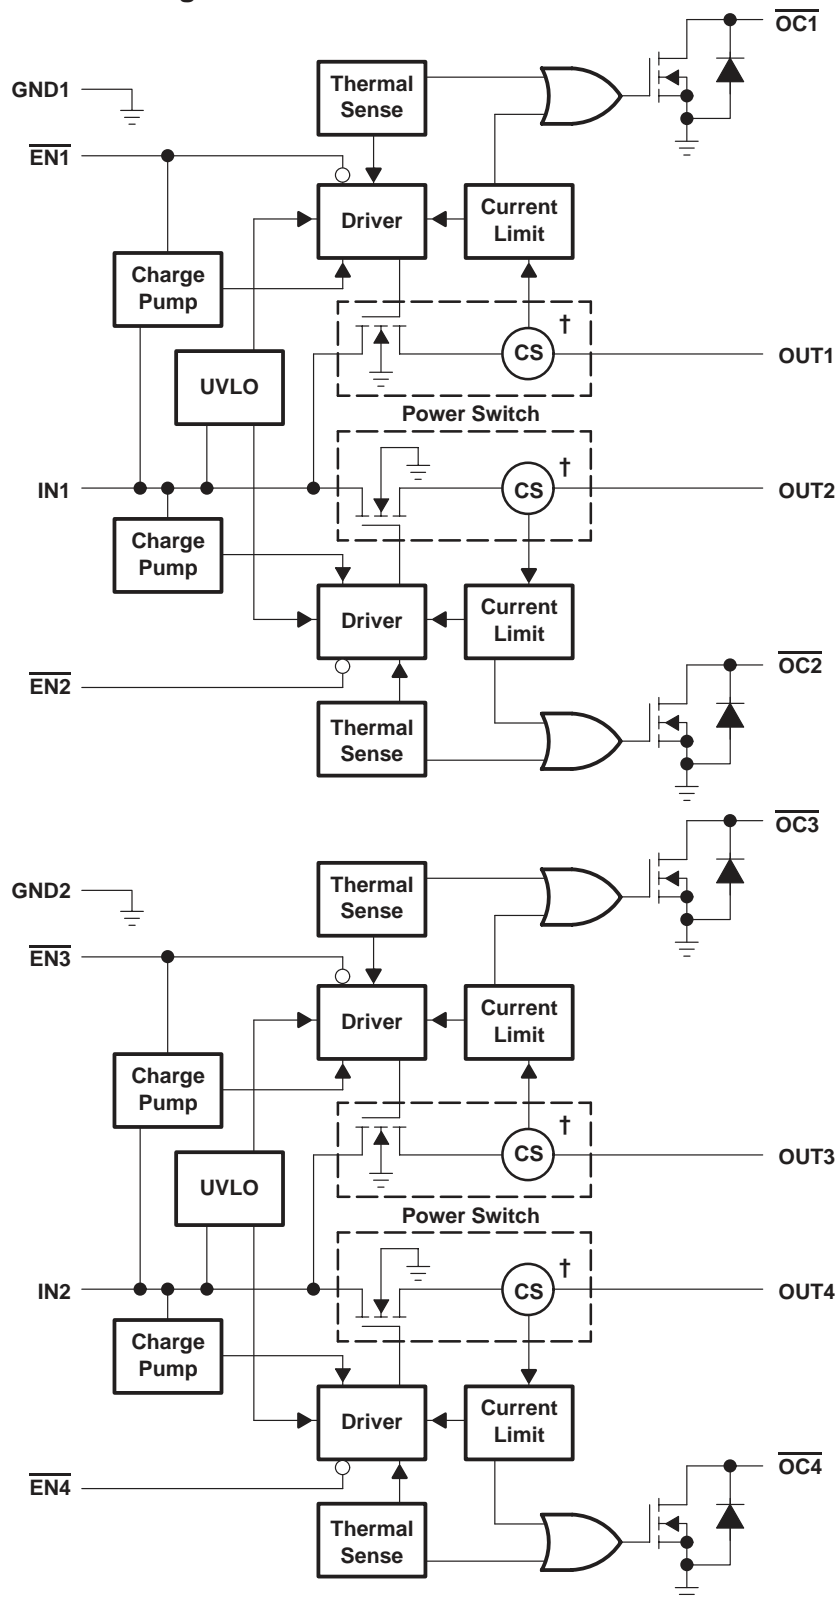 OC1
Thermal
Sense
GND1
EN1
Driver
Current
Limit
Charge
Pump
†
CS
OUT1
UVLO
Power Switch
†
IN1
CS
OUT2
Charge
Pump
Driver
Current
Limit
OC2
EN2
Thermal
Sense
OC3
Thermal
Sense
GND2
EN3
Driver
Current
Limit
Charge
Pump
†
CS
OUT3
UVLO
Power Switch
†
IN2
CS
OUT4
Charge
Pump
Driver
Current
Limit
OC4
EN4
Thermal
Sense